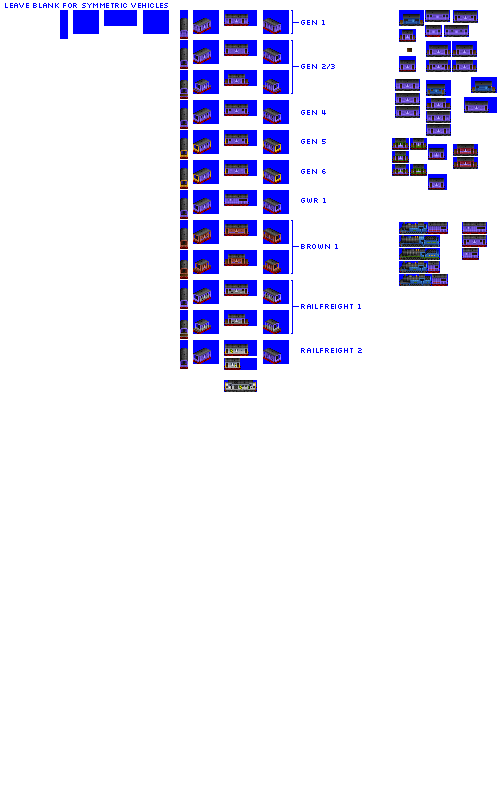 LEAVE BLANK FOR SYMMETRIC VEHICLES
GEN 1
GEN 2/3
GEN 4
GEN 5
GEN 6
GWR 1
BROWN 1
RAILFREIGHT 1
RAILFREIGHT 2